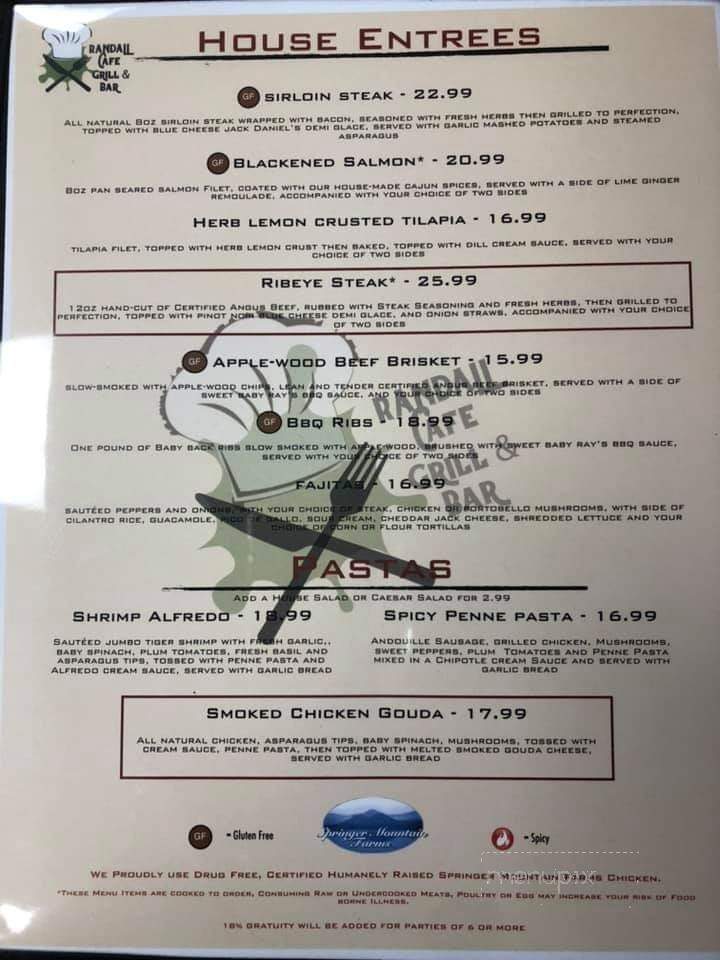 RANDALL
CAFE
GRILL &
BAR
HOUSE ENTREES
GF SIRLOIN STEAK - 22.99
ALL NATURAL 8OZ SIRLOIN STEAK WRAPPED WITH BACON, SEASONED WITH FRESH HERBS THEN GRILLED TO PERFECTION,
TOPPED WITH BLUE CHEESE JACK DANIEL'S DEMI GLACE, SERVED WITH GARLIC MASHED POTATOES AND STEAMED
ASPARAGUS
GF BLACKENED SALMON* - 20.99
8OZ PAN SEARED SALMON FILET, COATED WITH OUR HOUSE-MADE CAJUN SPICES, SERVED WITH A SIDE OF LIME GINGER
REMOULADE, ACCOMPANIED WITH YOUR CHOICE OF TWO SIDES
HERB LEMON CRUSTED TILAPIA - 16.99
TILAPIA FILET, TOPPED WITH HERB LEMON CRUST THEN BAKED, TOPPED WITH DILL CREAM SAUCE, SERVED WITH YOUR
CHOICE OF TWO SIDES
RIBEYE STEAK* - 25.99
12OZ HAND-CUT OF CERTIFIED ANGUS BEEF, RUBBED WITH STEAK SEASONING AND FRESH HERBS, THEN GRILLED TO
PERFECTION, TOPPED WITH PINOT NOIR BLUE CHEESE DEMI GLACE, AND ONION STRAWS, ACCOMPANIED WITH YOUR CHOICE
OF TWO SIDES
GF APPLE-WOOD BEEF BRISKET - 15.99
SLOW-SMOKED WITH APPLE-WOOD CHIPS, LEAN AND TENDER CERTIFIED ANGUS BEEF BRISKET, SERVED WITH A SIDE OF
SWEET BABY RAY'S BBQ SAUCE, AND YOUR CHOICE OF TWO SIDES
GF BBQ RIBS - 18.99
ONE POUND OF BABY BACK RIBS SLOW SMOKED WITH APPLE-WOOD, BRUSHED WITH SWEET BABY RAY'S BBQ SAUCE,
SERVED WITH YOUR CHOICE OF TWO SIDES
RANDALL
CAFE
GRILL &
BAR
FAJITAS - 16.99
SAUTÉED PEPPERS AND ONIONS, WITH YOUR CHOICE OF STEAK, CHICKEN OR PORTOBELLO MUSHROOMS, WITH SIDE OF
CILANTRO RICE, GUACAMOLE, PICO DE GALLO, SOUR CREAM, CHEDDAR JACK CHEESE, SHREDDED LETTUCE AND YOUR
CHOICE OF CORN OR FLOUR TORTILLAS
PASTAS
ADD A HOUSE SALAD OR CAESAR SALAD FOR 2.99
SHRIMP ALFREDO - 18.99
SAUTÉED JUMBO TIGER SHRIMP WITH FRESH GARLIC,,
BABY SPINACH, PLUM TOMATOES, FRESH BASIL AND
ASPARAGUS TIPS, TOSSED WITH PENNE PASTA AND
ALFREDO CREAM SAUCE, SERVED WITH GARLIC BREAD
SPICY PENNE PASTA - 16.99
ANDOUILLE SAUSAGE, GRILLED CHICKEN, MUSHROOMS,
SWEET PEPPERS, PLUM TOMATOES AND PENNE PASTA
MIXED IN A CHIPOTLE CREAM SAUCE AND SERVED WITH
GARLIC BREAD
SMOKED CHICKEN GOUDA - 17.99
ALL NATURAL CHICKEN, ASPARAGUS TIPS, BABY SPINACH, MUSHROOMS, TOSSED WITH
CREAM SAUCE, PENNE PASTA, THEN TOPPED WITH MELTED SMOKED GOUDA CHEESE,
SERVED WITH GARLIC BREAD
GF = Gluten Free
Springer Mountain
Farms
= Spicy
WE PROUDLY USE DRUG FREE, CERTIFIED HUMANELY RAISED SPRINGER MOUNTAIN FARMS CHICKEN.
menupix
*THESE MENU ITEMS ARE COOKED TO ORDER, CONSUMING RAW OR UNDERCOOKED MEATS, POULTRY OR EGG MAY INCREASE YOUR RISK OF FOOD
BORNE ILLNESS.
18% GRATUITY WILL BE ADDED FOR PARTIES OF 6 OR MORE